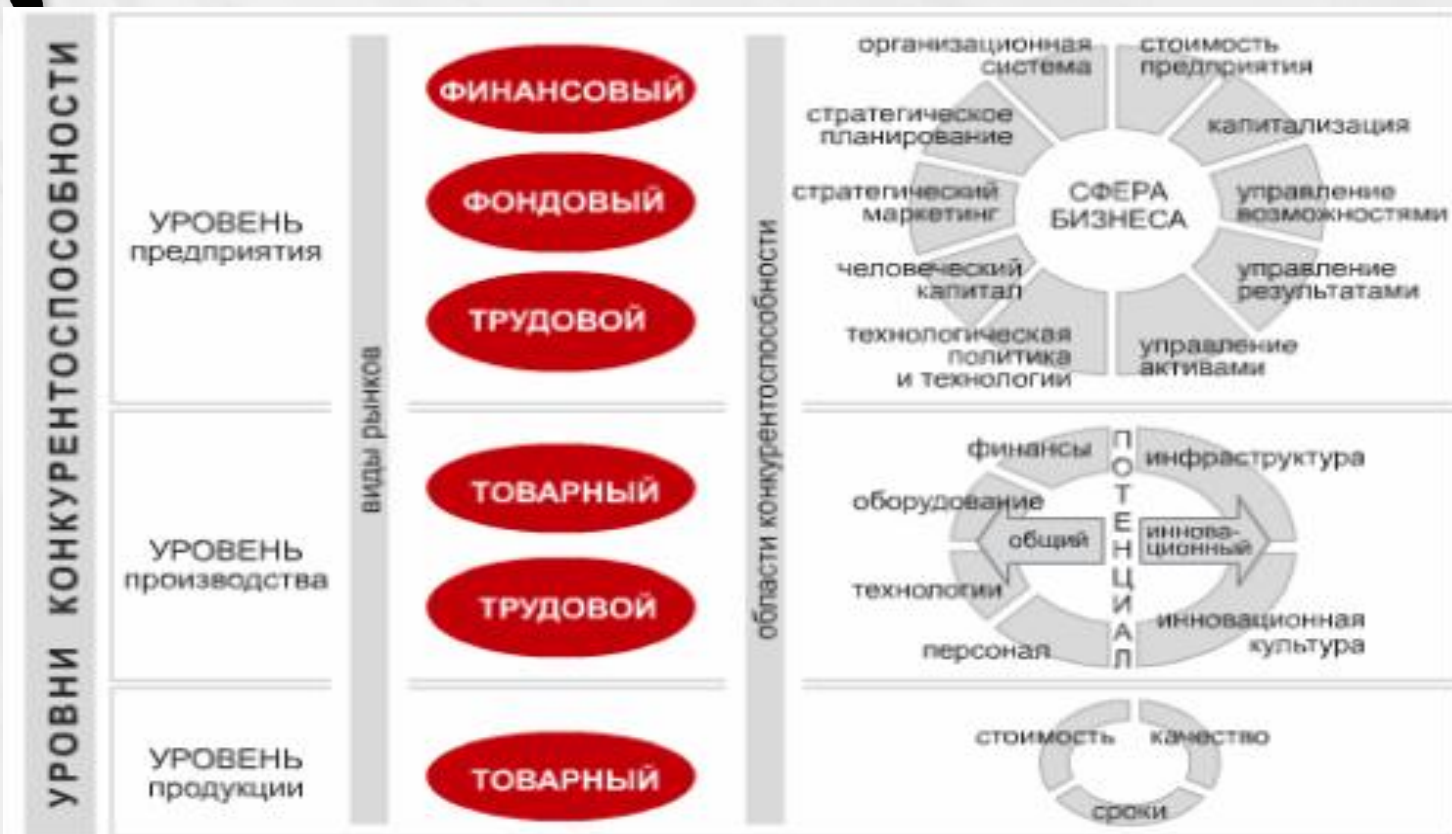 УРОВНИ КОНКУРЕНТОСПОСОБНОСТИ
УРОВЕНЬ
предприятия
виды рынков
ФИНАНСОВЫЙ
ФОНДОВЫЙ
ТРУДОВОЙ
области конкурентоспособности
организационная
система
стоимость
предприятия
стратегическое
планирование
капитализация
стратегический
маркетинг
СФЕРА
БИЗНЕСА
управление
возможностями
человеческий
капитал
управление
результатами
технологическая
политика
и технологии
управление
активами
УРОВЕНЬ
производства
ТОВАРНЫЙ
ТРУДОВОЙ
финансы
ПОТЕНЦИАЛ
инфраструктура
оборудование
общий
иннова-
ционный
технологии
инновационная
культура
персонал
УРОВЕНЬ
продукции
ТОВАРНЫЙ
стоимость
качество
сроки